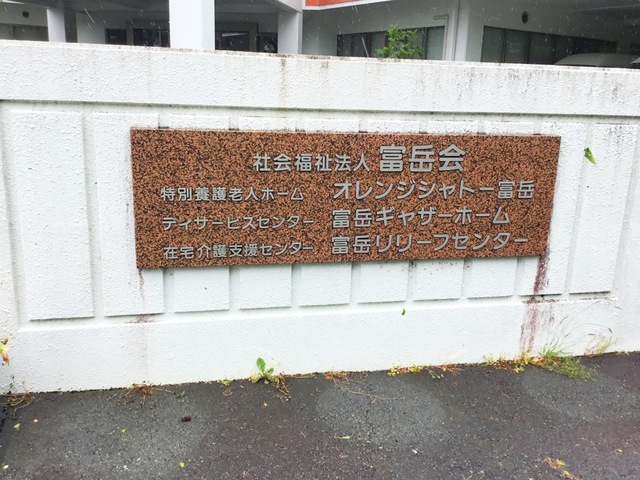 社会福祉法人 富岳会
特別養護老人ホーム オレンジシャトー富岳
デイサービスセンター 富岳ギャザーホーム
在宅介護支援センター 富岳リリーフセンター